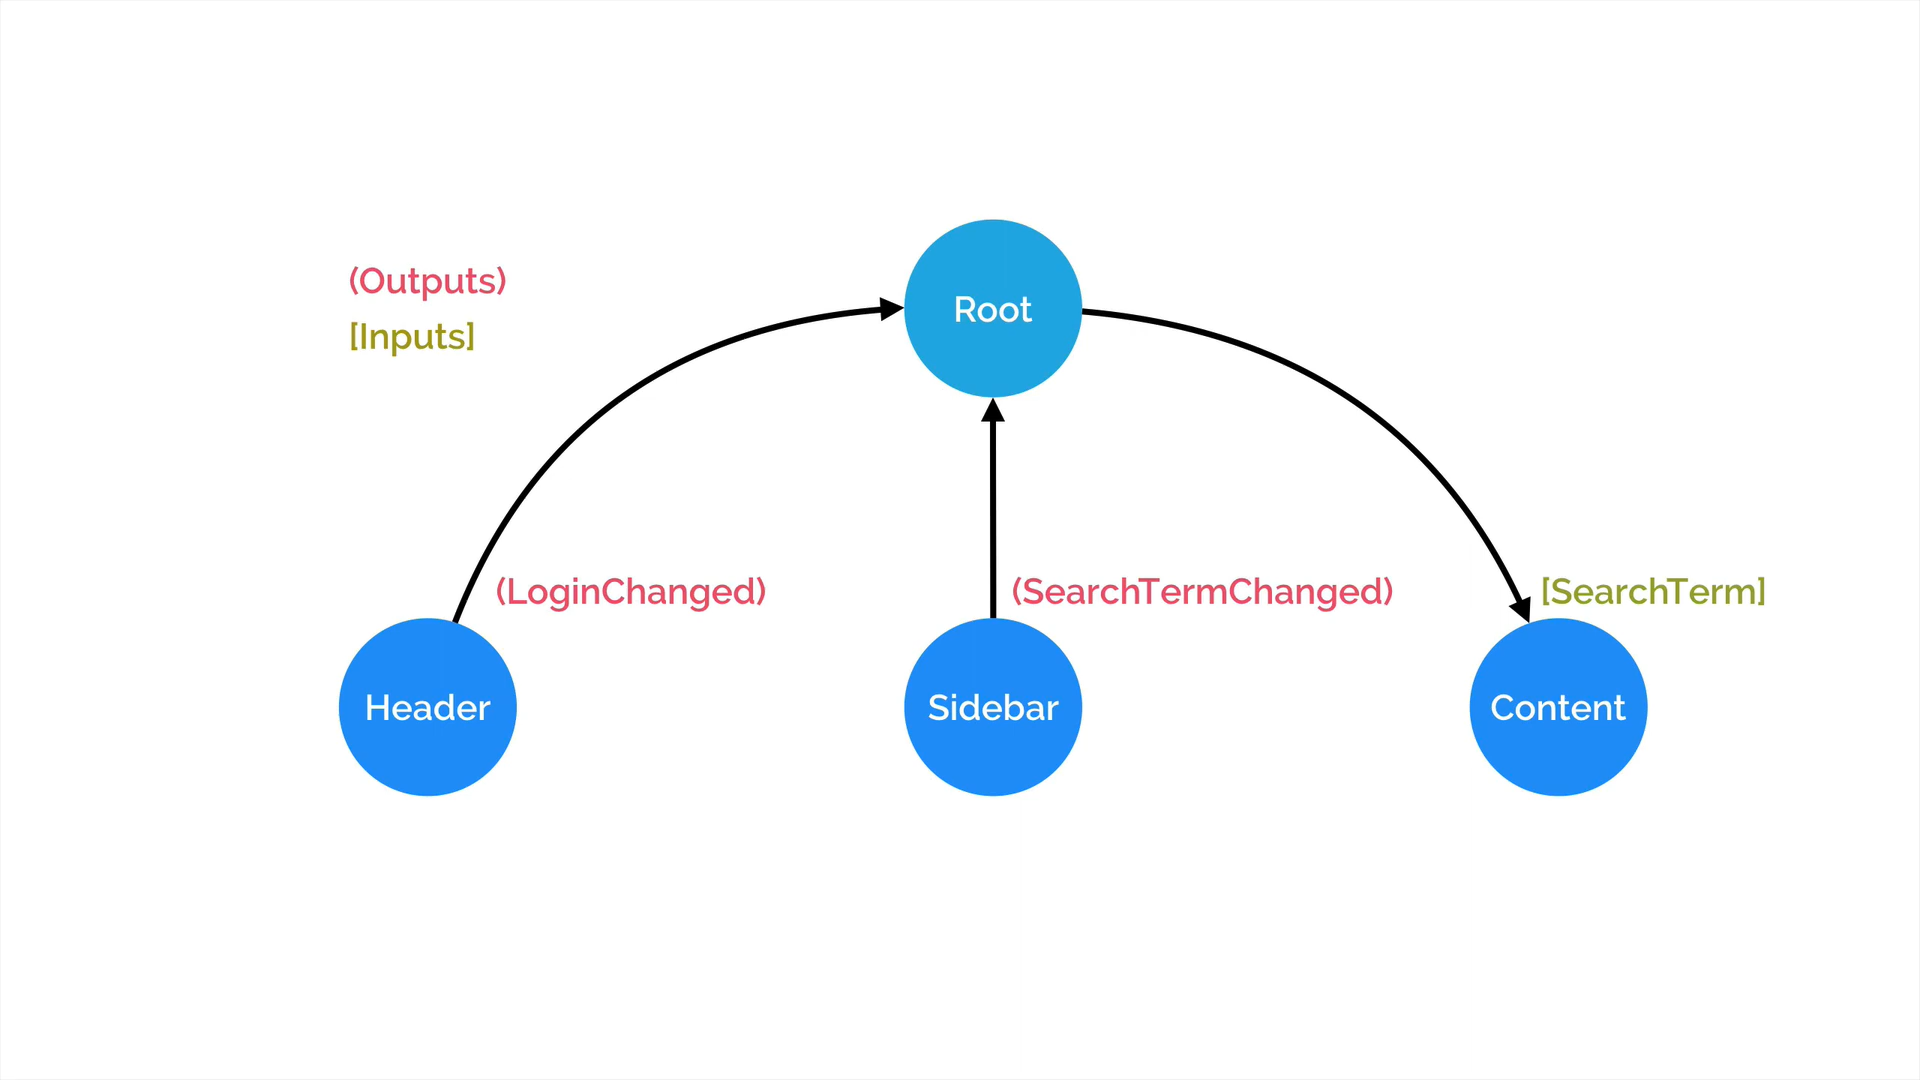 (Outputs)
[Inputs]
Root
(LoginChanged)
(SearchTermChanged)
[SearchTerm]
Header
Sidebar
Content